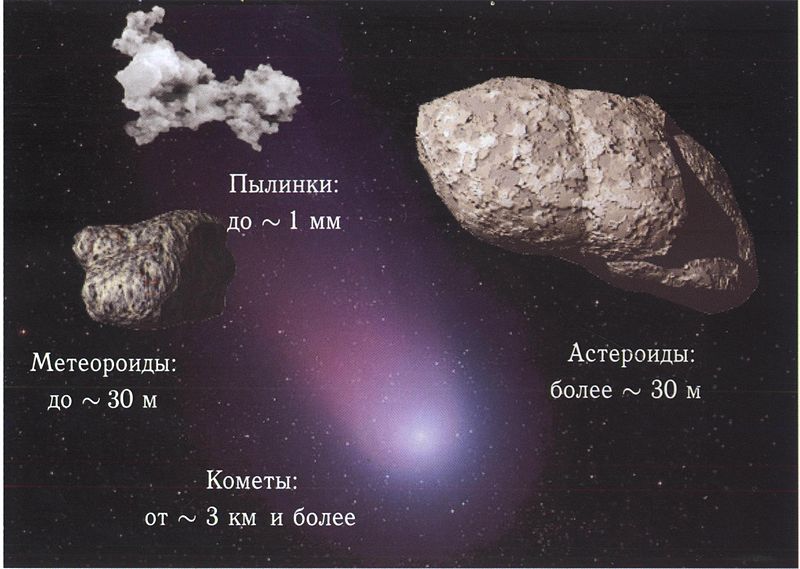 Пылинки:
до ~ 1 мм
Метеороиды:
до ~ 30 м
Астероиды:
более ~ 30 м
Кометы:
от ~ 3 км и более